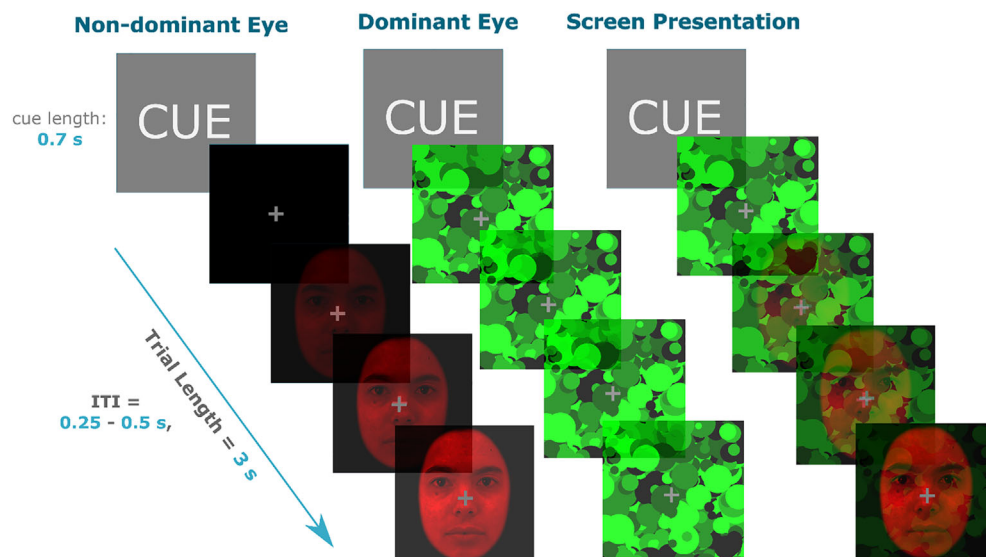 Non-dominant Eye
Dominant Eye
Screen Presentation
cue length:
0.7 s
CUE
CUE
CUE
Trial Length = 3 s
ITI =
0.25 - 0.5 s,